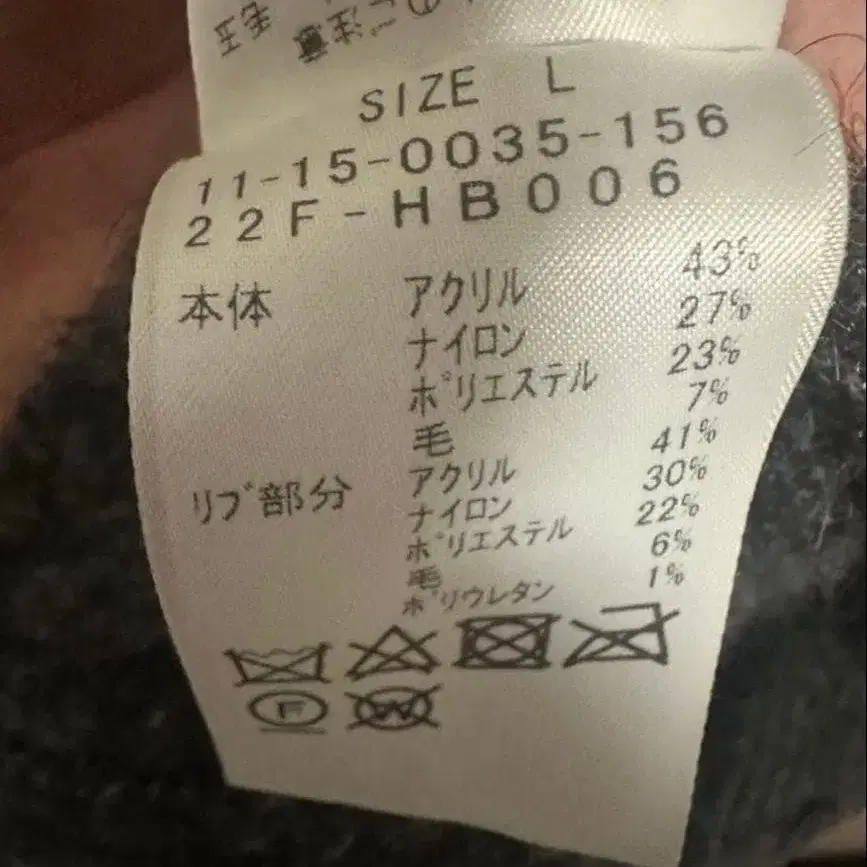 SIZE L
11-15-0035-156
22F-HB006
本体 アクリル 43%
ナイロン 27%
ポリエステル 23%
毛 7%
リブ部分 アクリル 41%
ナイロン 30%
ポリエステル 22%
毛 6%
ポリウレタン 1%
F
W